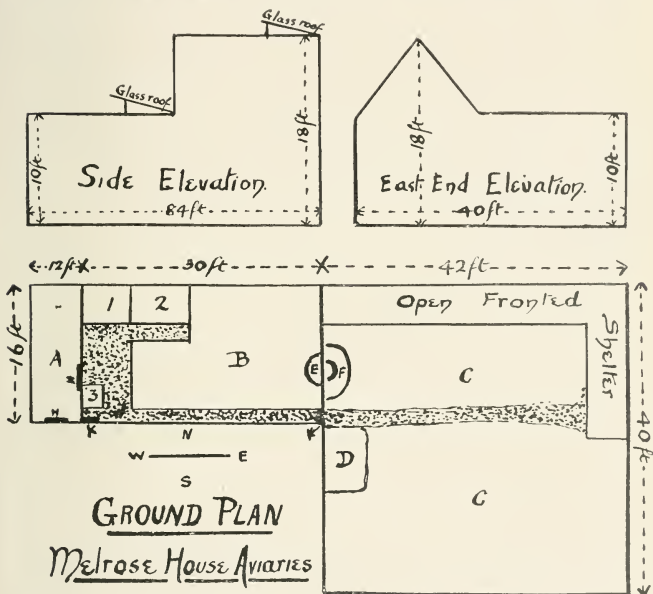 Glass roof
Glass roof
10ft
Side Elevation.
84ft
18ft
18ft
East End Elevation.
10ft
40ft
12ft
30ft
42ft
16ft
A
1
2
3
B
E
F
C
Open Fronted
Shelter
H
H
K
K
D
C
40ft
N
W E
S
GROUND PLAN
Melrose House Aviaries